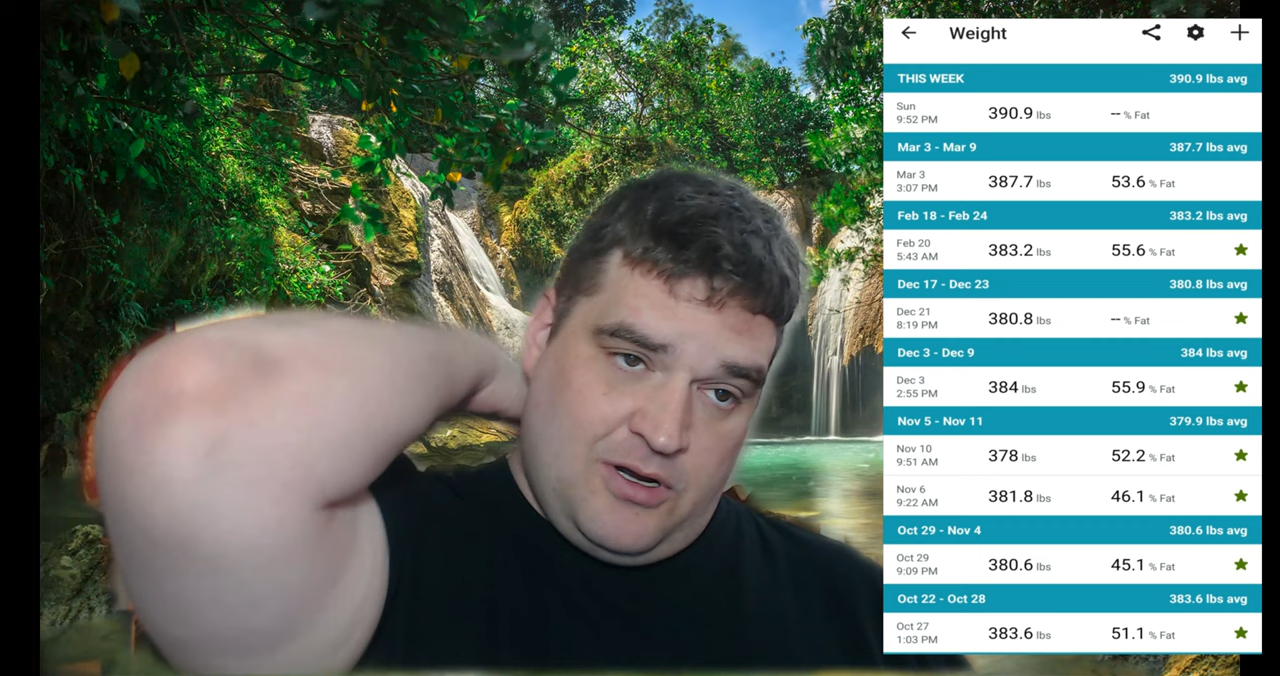 Weight
THIS WEEK 390.9 lbs avg
Sun
9:52 PM 390.9 lbs -- % Fat
Mar 3 - Mar 9 387.7 lbs avg
Mar 3
3:07 PM 387.7 lbs 53.6 % Fat
Feb 18 - Feb 24 383.2 lbs avg
Feb 20
5:43 AM 383.2 lbs 55.6 % Fat
Dec 17 - Dec 23 380.8 lbs avg
Dec 21
8:19 PM 380.8 lbs -- % Fat
Dec 3 - Dec 9 384 lbs avg
Dec 3
2:55 PM 384 lbs 55.9 % Fat
Nov 5 - Nov 11 379.9 lbs avg
Nov 10
9:51 AM 378 lbs 52.2 % Fat
Nov 6
9:22 AM 381.8 lbs 46.1 % Fat
Oct 29 - Nov 4 380.6 lbs avg
Oct 29
9:09 PM 380.6 lbs 45.1 % Fat
Oct 22 - Oct 28 383.6 lbs avg
Oct 27
1:03 PM 383.6 lbs 51.1 % Fat